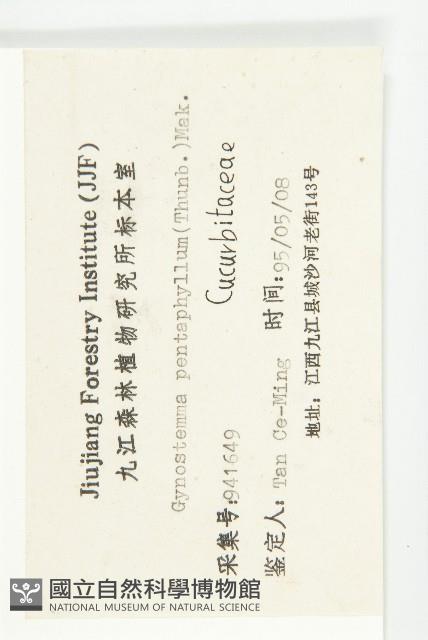 Jiujiang Forestry Institute (JJF)
九江森林植物研究所标本室
Gynostemma pentaphyllum(Thunb.)Mak.
Cucurbitaceae
采集号:941649
鉴定人: Tan Ce-Ming 时间:95/05/08
地址: 江西九江县城沙河老街143号
國立自然科學博物館
NATIONAL MUSEUM OF NATURAL SCIENCE